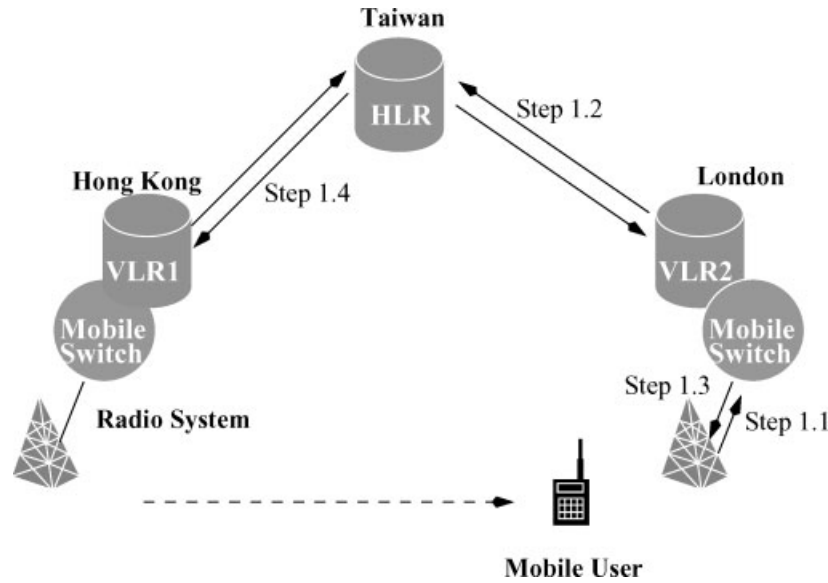 Taiwan
HLR
Step 1.2
Hong Kong
Step 1.4
London
VLR1
VLR2
Mobile
Switch
Mobile
Switch
Step 1.3
Radio System
Step 1.1
Mobile User